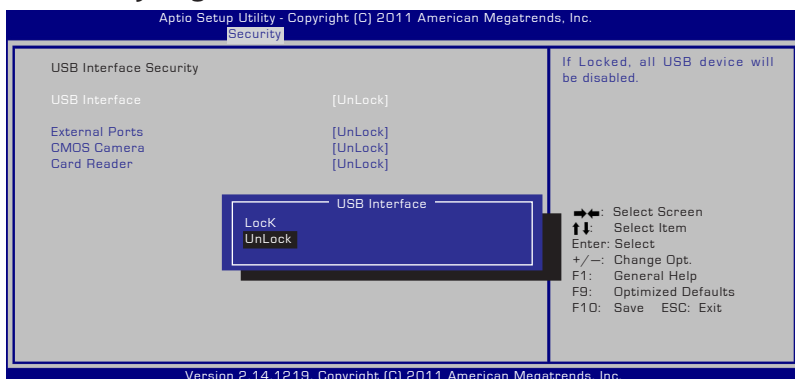 Aptio Setup Utility - Copyright (C) 2011 American Megatrends, Inc.
Security
USB Interface Security
USB Interface [UnLock]
External Ports [UnLock]
CMOS Camera [UnLock]
Card Reader [UnLock]
USB Interface
LocK
UnLock
If Locked, all USB device will
be disabled.
→←: Select Screen
↑↓: Select Item
Enter: Select
+/—: Change Opt.
F1: General Help
F9: Optimized Defaults
F10: Save ESC: Exit
Version 2.14.1219. Copyright (C) 2011 American Megatrends, Inc.